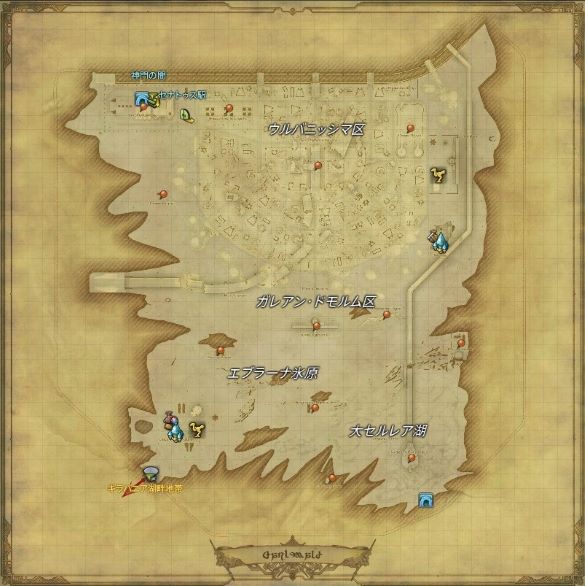 神門の間
セナトゥス駅
ウルバニッシマ区
ガレアン・ドモルム区
エブラーナ氷原
大セルレア湖
ギラバニア湖畔地帯
Garlemald